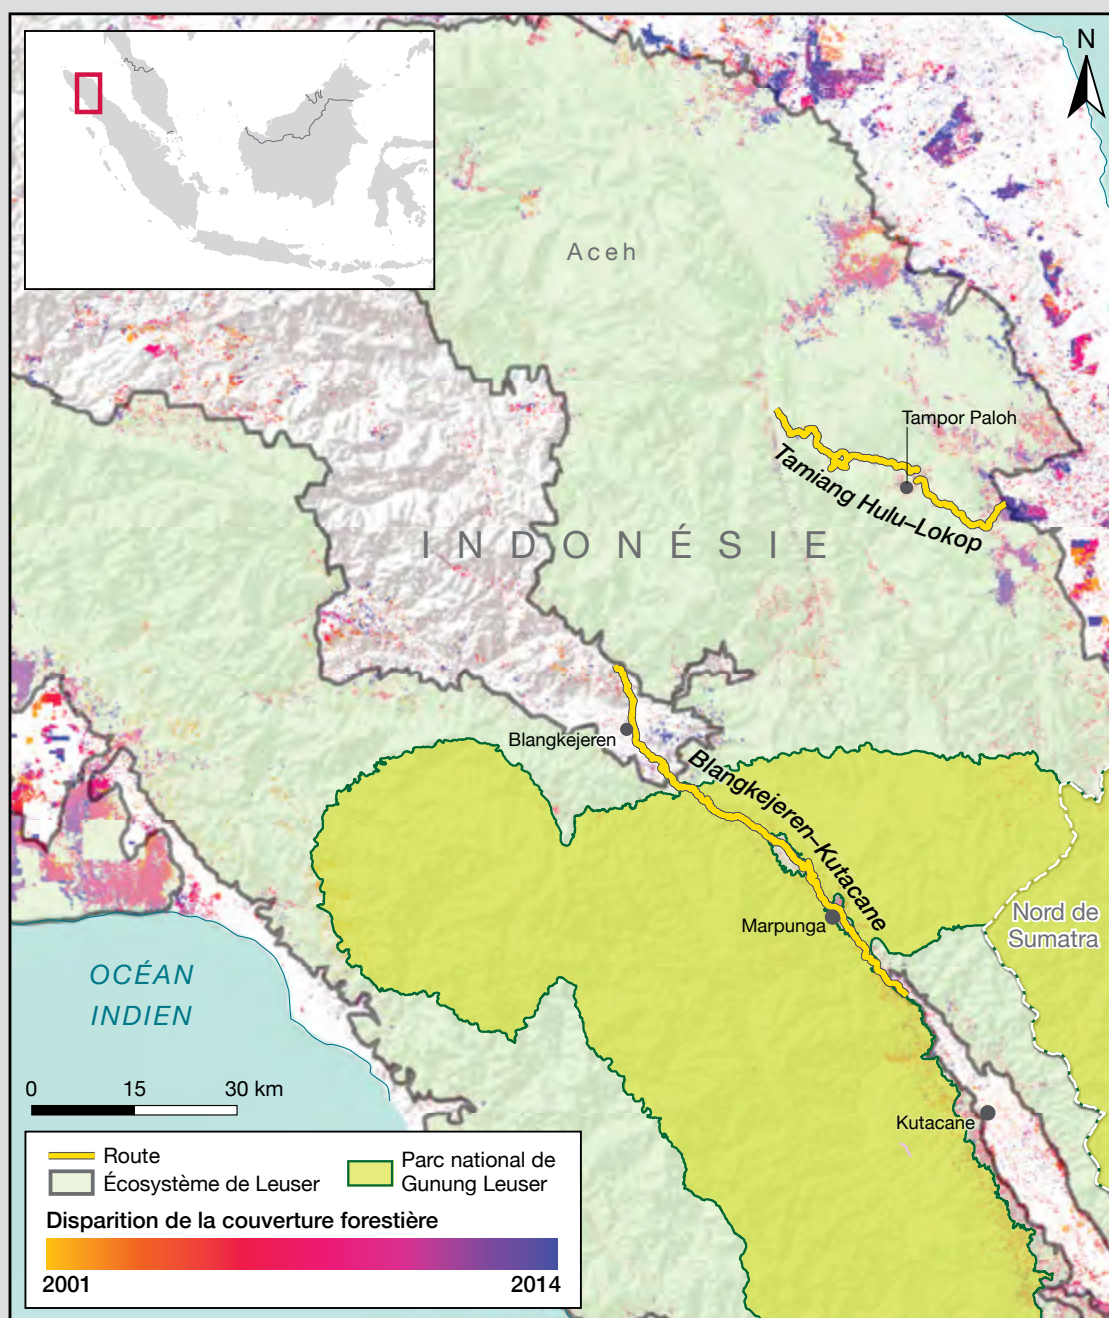 N
Aceh
Tampor Paloh
Tamiang Hulu–Lokop
INDONÉSIE
Blangkejeren
Blangkejeren–Kutacane
Marpunga
Nord de
Sumatra
OCÉAN
INDIEN
0 15 30 km
Kutacane
Route
Écosystème de Leuser
Parc national de
Gunung Leuser
Disparition de la couverture forestière
2001 2014